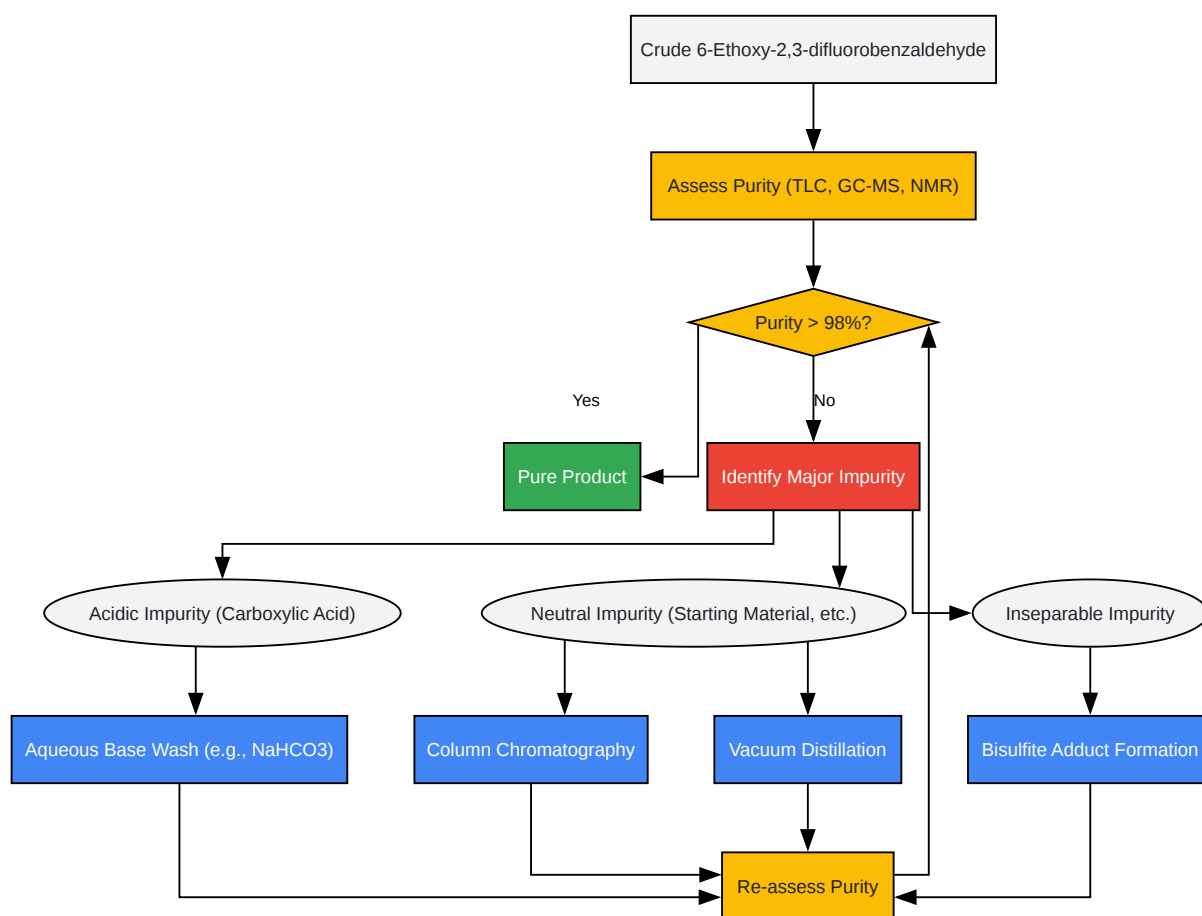 Crude 6-Ethoxy-2,3-difluorobenzaldehyde
Assess Purity (TLC, GC-MS, NMR)
Purity > 98%?
Yes
No
Pure Product
Identify Major Impurity
Acidic Impurity (Carboxylic Acid)
Neutral Impurity (Starting Material, etc.)
Inseparable Impurity
Aqueous Base Wash (e.g., NaHCO3)
Column Chromatography
Vacuum Distillation
Bisulfite Adduct Formation
Re-assess Purity